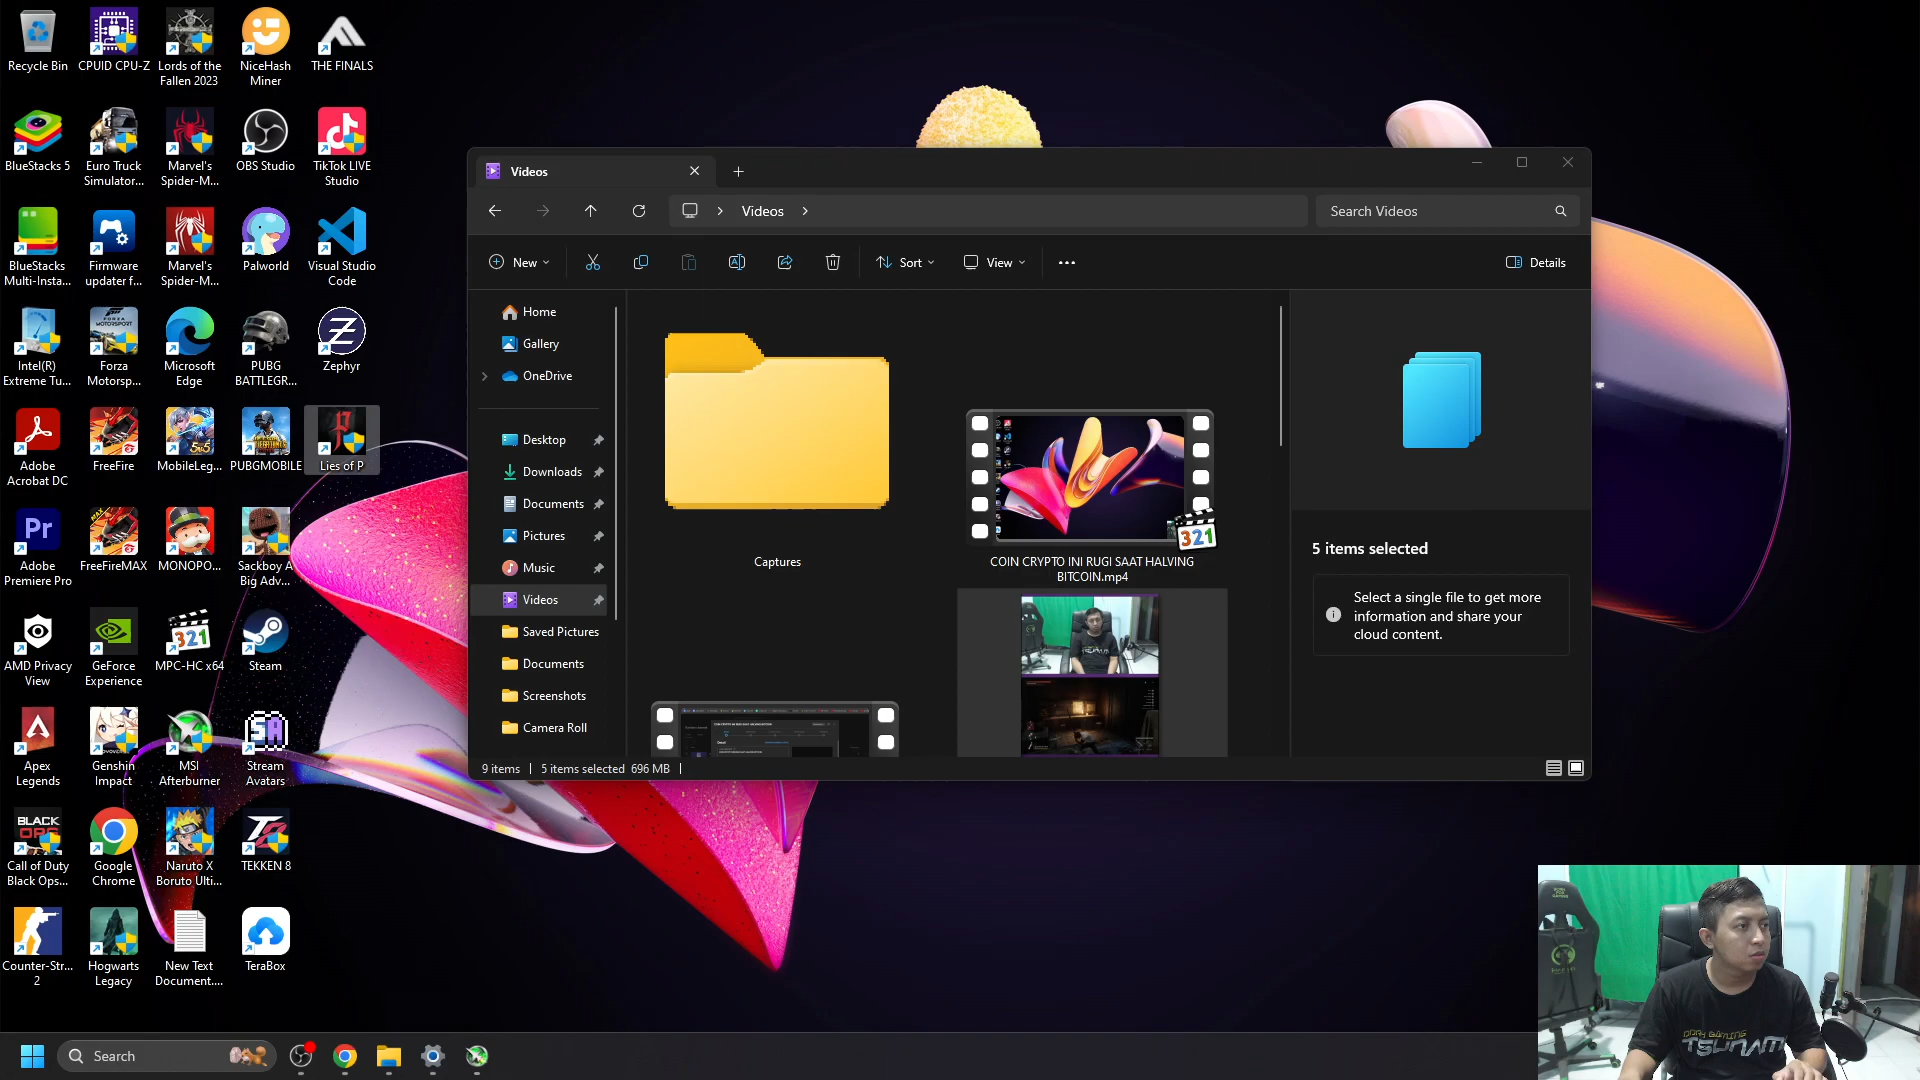 Recycle Bin
CPUID CPU-Z
Lords of the
Fallen 2023
NiceHash
Miner
THE FINALS
BlueStacks 5
Euro Truck
Simulator...
Marvel's
Spider-M...
OBS Studio
TikTok LIVE
Studio
BlueStacks
Multi-Insta...
Firmware
updater f...
Marvel's
Spider-M...
Palworld
Visual Studio
Code
Intel(R)
Extreme Tu...
Forza
Motorsp...
Microsoft
Edge
PUBG
BATTLEGR...
Zephyr
Adobe
Acrobat DC
FreeFire
MobileLeg...
PUBGMOBILE
Lies of P
Adobe
Premiere Pro
FreeFireMAX
MONOPO...
Sackboy A
Big Adv...
AMD Privacy
View
GeForce
Experience
MPC-HC x64
Steam
Apex
Legends
Genshin
Impact
MSI
Afterburner
Stream
Avatars
Call of Duty
Black Ops...
Google
Chrome
Naruto X
Boruto Ulti...
TEKKEN 8
Counter-Str...
2
Hogwarts
Legacy
New Text
Document....
TeraBox
Videos
Videos
Search Videos
New
Sort
View
Details
Home
Gallery
OneDrive
Desktop
Downloads
Documents
Pictures
Music
Videos
Saved Pictures
Documents
Screenshots
Camera Roll
Captures
321
COIN CRYPTO INI RUGI SAAT HALVING
BITCOIN.mp4
5 items selected
Select a single file to get more
information and share your
cloud content.
9 items
5 items selected 696 MB
Search
TSUNAMI